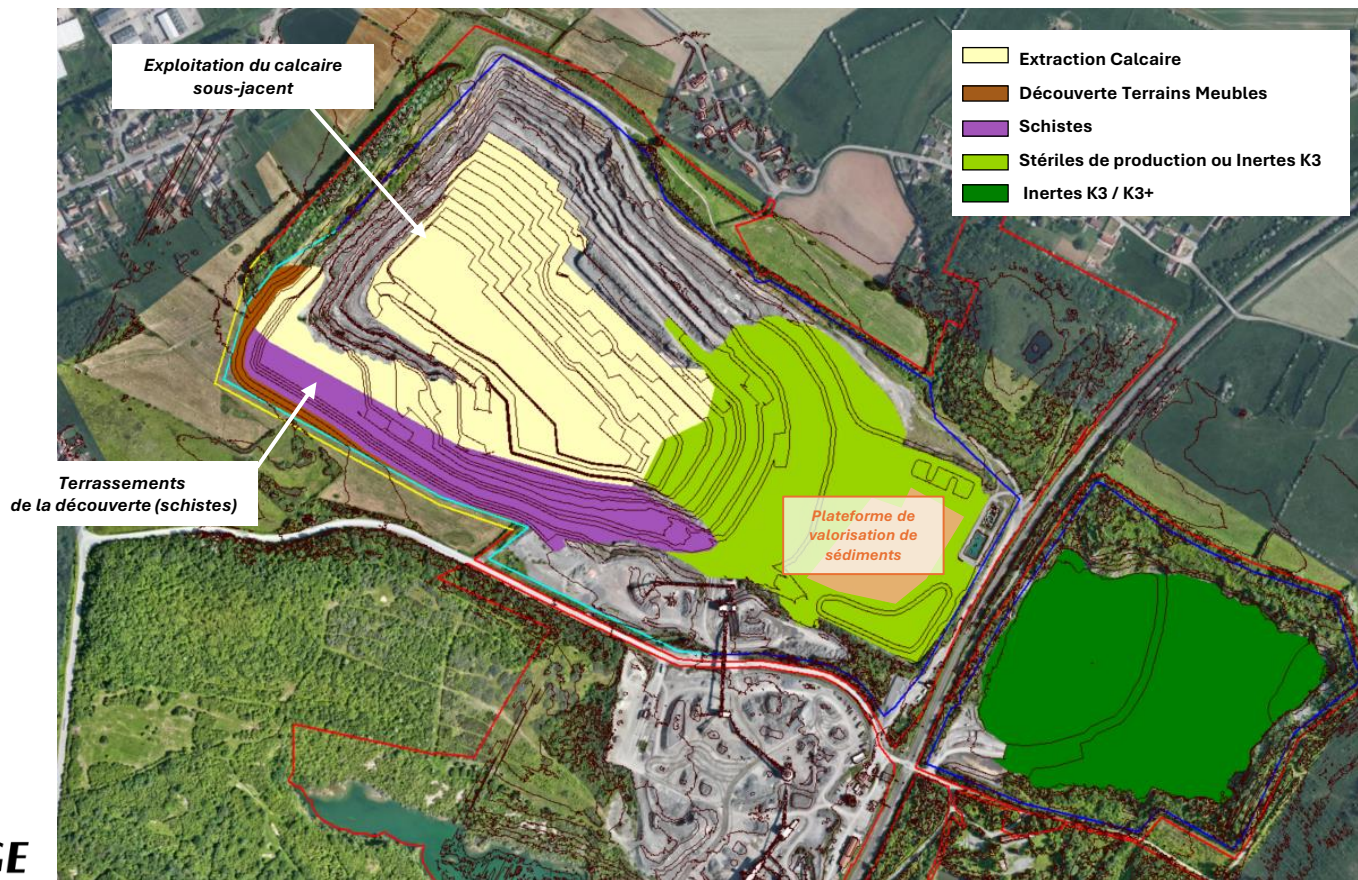 Exploitation du calcaire
sous-jacent
Extraction Calcaire
Découverte Terrains Meubles
Schistes
Stériles de production ou Inertes K3
Inertes K3 / K3+
Terrassements
de la découverte (schistes)
Plateforme de
valorisation de
sédiments
GE